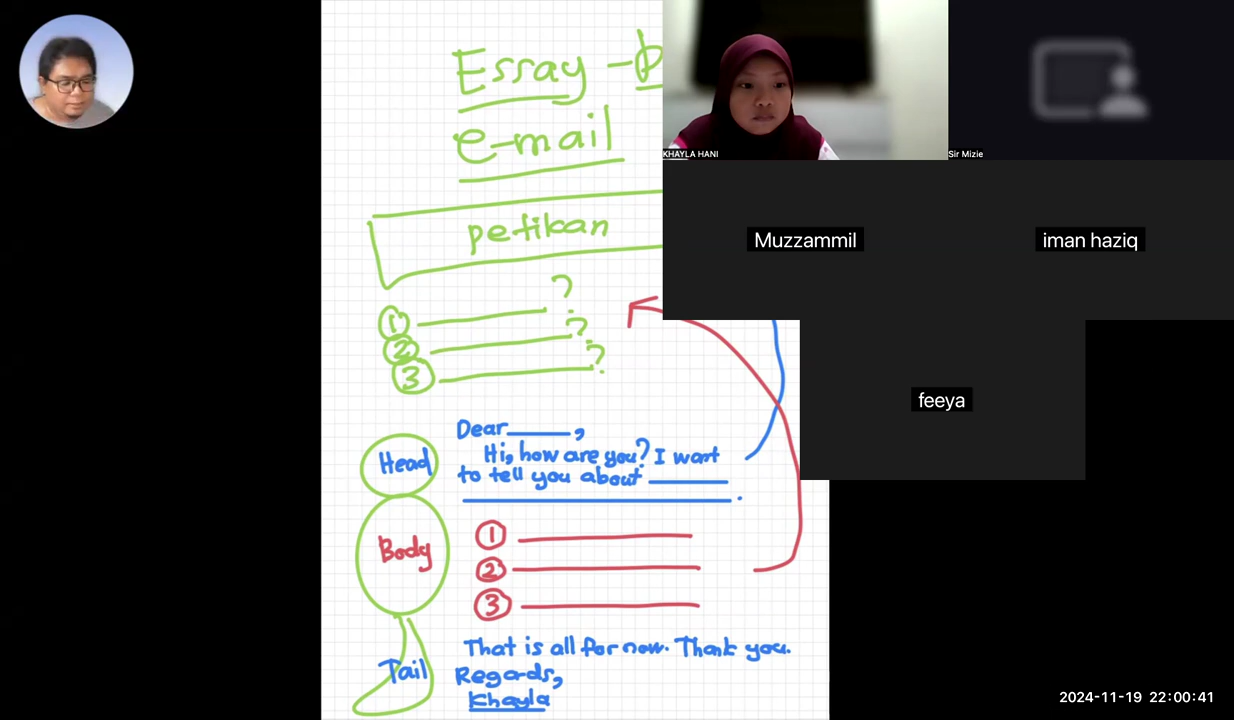 Essay -
e-mail
petikan
① ?
② ?
③ ?
Head
Dear ,
Hi, how are you? I want
to tell you about
.
Body
①
②
③
Tail
That is all for now. Thank you.
Regards,
Khayla
KHAYLA HANI
Sir Mizie
Muzzammil
iman haziq
feeya
2024-11-19 22:00:41